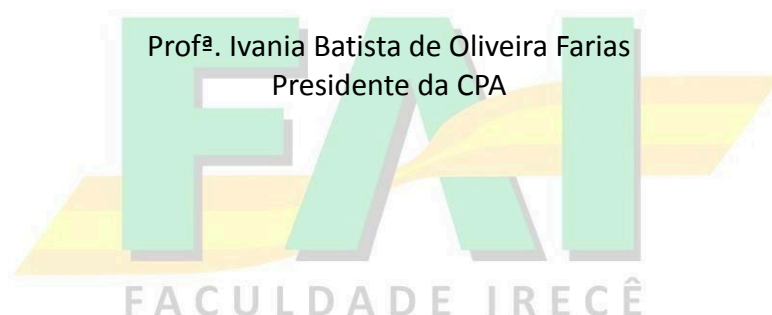 Profª. Ivania Batista de Oliveira Farias
Presidente da CPA
FAI
FACULDADE IRECÊ